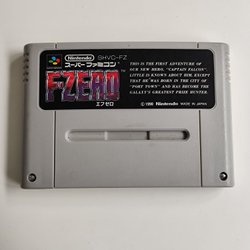 Nintendo SHVC-FZ
スーパーファミコン
F-ZERO™
エフゼロ
THIS IS THE FIRST ADVENTURE OF
OUR NEW HERO, "CAPTAIN FALCON".
LITTLE IS KNOWN ABOUT HIM, EXCEPT
THAT HE WAS BORN IN THE CITY OF
"PORT TOWN" AND HAS BECOME THE
GALAXY'S GREATEST PRIZE HUNTER.
©1990 Nintendo
MADE IN JAPAN